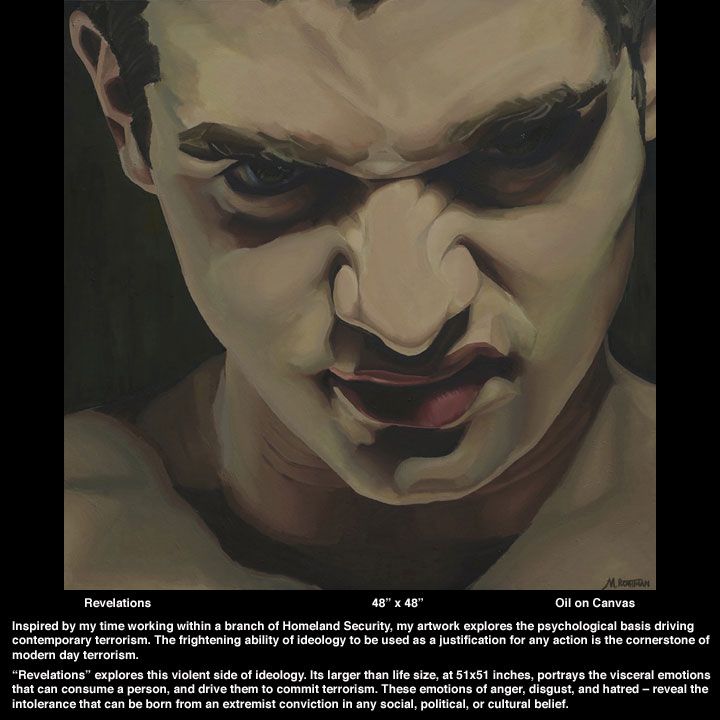 Revelations 48” x 48” Oil on Canvas
Inspired by my time working within a branch of Homeland Security, my artwork explores the psychological basis driving
contemporary terrorism. The frightening ability of ideology to be used as a justification for any action is the cornerstone of
modern day terrorism.
“Revelations” explores this violent side of ideology. Its larger than life size, at 51x51 inches, portrays the visceral emotions
that can consume a person, and drive them to commit terrorism. These emotions of anger, disgust, and hatred – reveal the
intolerance that can be born from an extremist conviction in any social, political, or cultural belief.